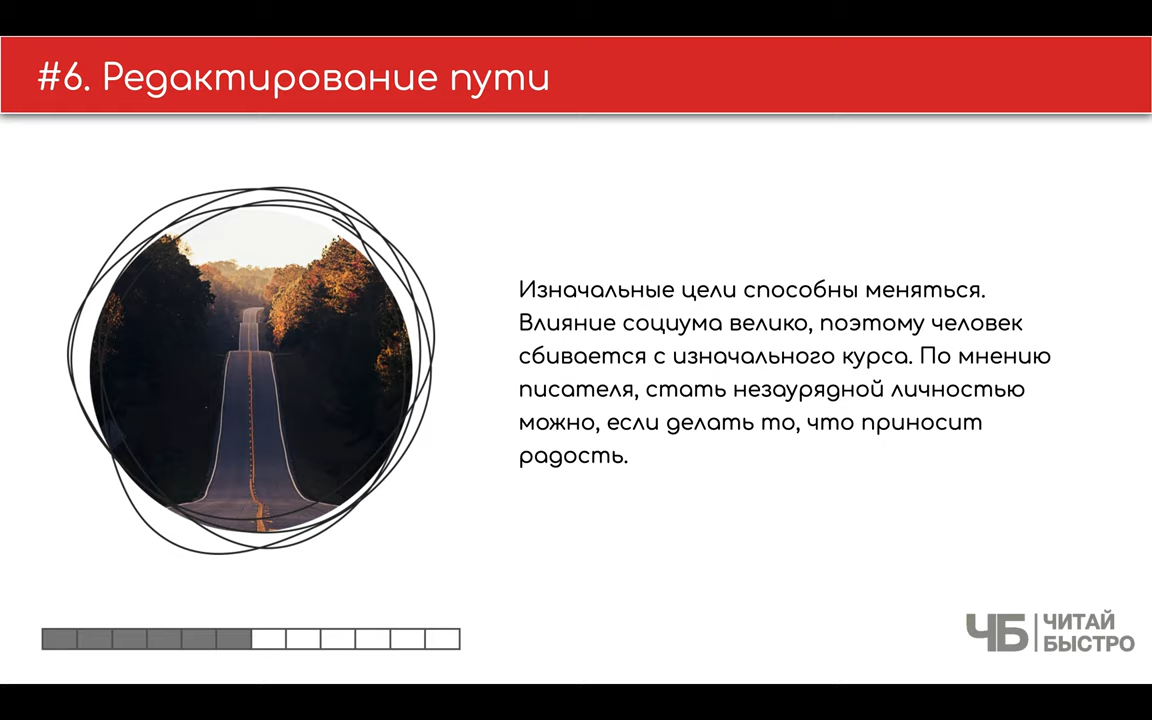 #6. Редактирование пути
Изначальные цели способны меняться.
Влияние социума велико, поэтому человек
сбивается с изначального курса. По мнению
писателя, стать незаурядной личностью
можно, если делать то, что приносит
радость.
ЧБ
ЧИТАЙ
БЫСТРО